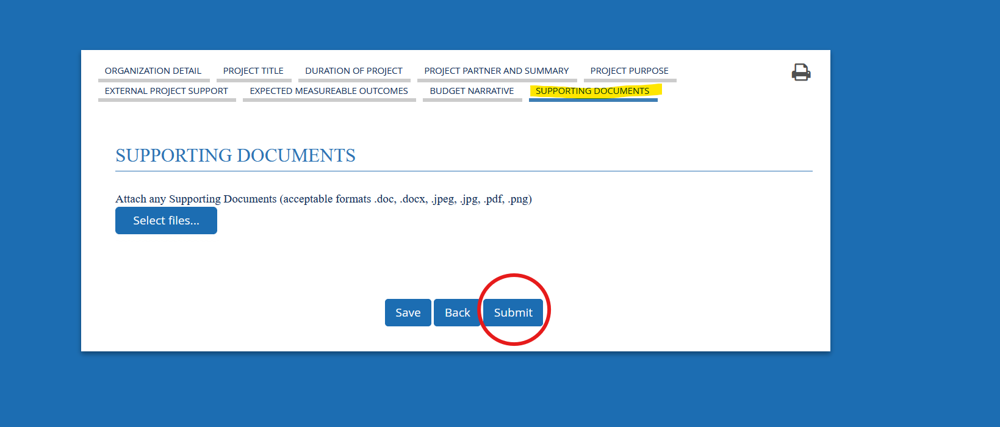 ORGANIZATION DETAIL PROJECT TITLE DURATION OF PROJECT PROJECT PARTNER AND SUMMARY PROJECT PURPOSE
EXTERNAL PROJECT SUPPORT EXPECTED MEASUREABLE OUTCOMES BUDGET NARRATIVE SUPPORTING DOCUMENTS
SUPPORTING DOCUMENTS
Attach any Supporting Documents (acceptable formats .doc, .docx, .jpeg, .jpg, .pdf, .png)
Select files...
Save Back Submit